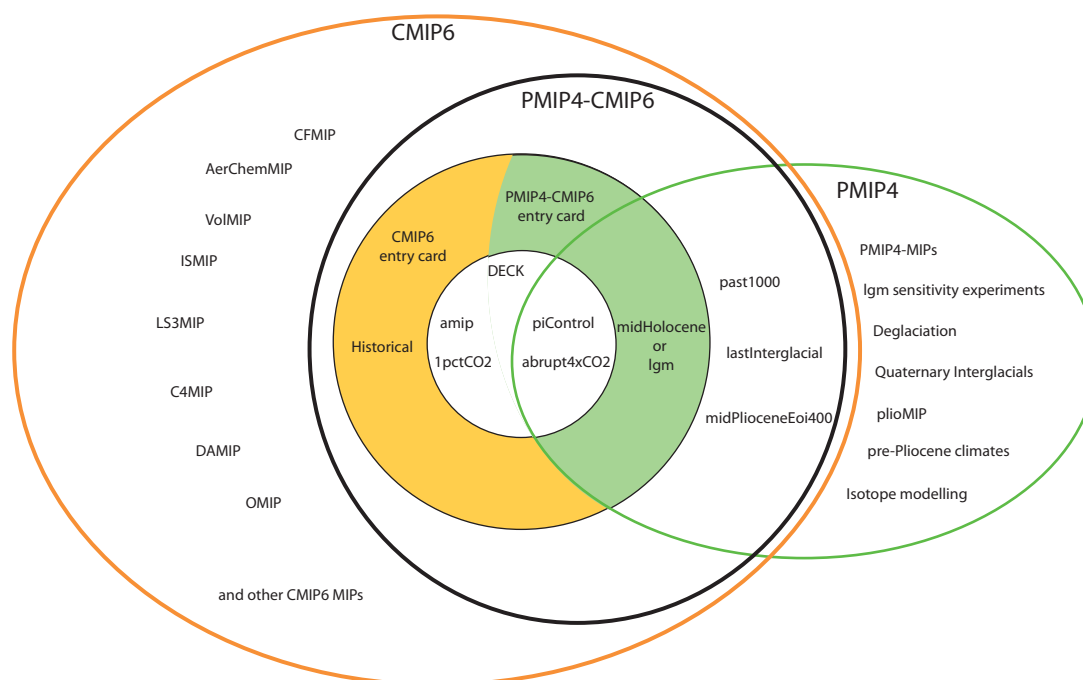 CMIP6
PMIP4-CMIP6
CFMIP
AerChemMIP
VolMIP
ISMIP
LS3MIP
C4MIP
DAMIP
OMIP
and other CMIP6 MIPs
CMIP6
entry card
Historical
PMIP4-CMIP6
entry card
DECK
amip
1pctCO2
piControl
abrupt4xCO2
midHolocene
or
lgm
past1000
lastInterglacial
midPlioceneEoi400
PMIP4
PMIP4-MIPs
lgm sensitivity experiments
Deglaciation
Quaternary Interglacials
plioMIP
pre-Pliocene climates
Isotope modelling